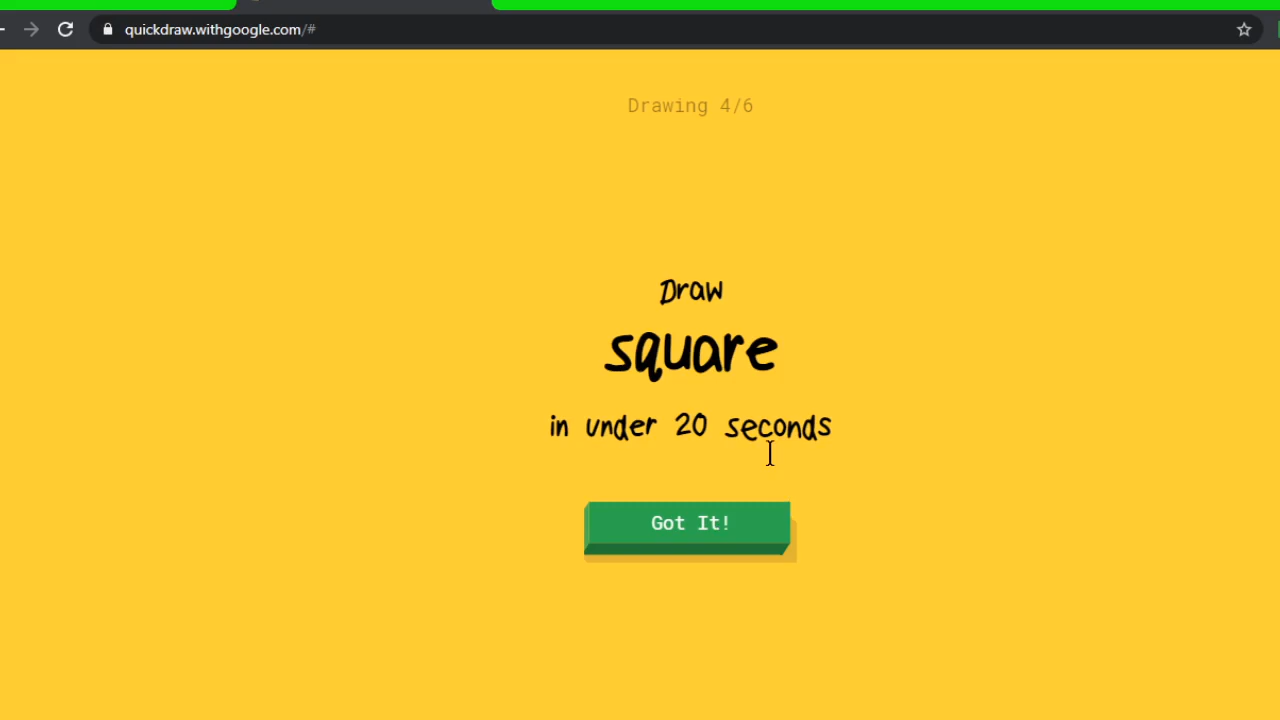 quickdraw.withgoogle.com/#
Drawing 4/6
Draw
square
in under 20 seconds
Got It!